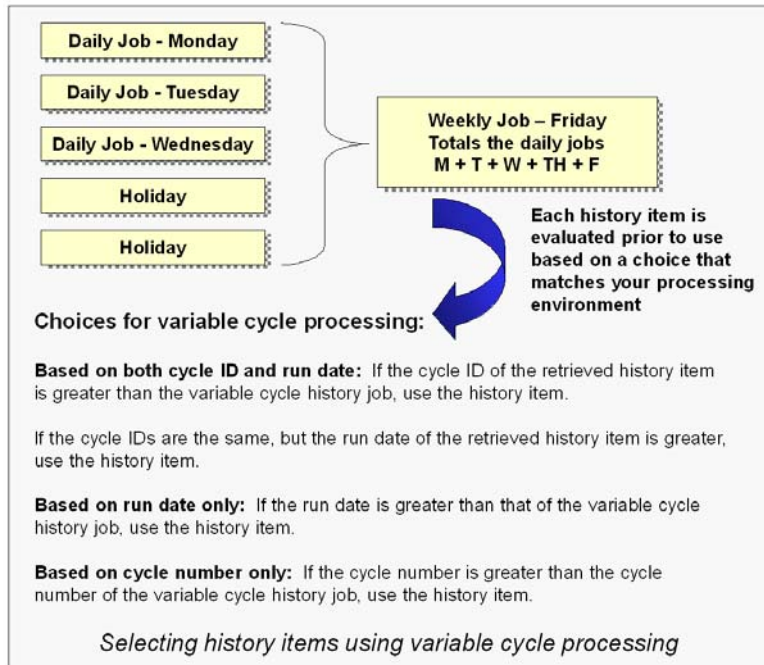 Daily Job - Monday
Daily Job - Tuesday
Daily Job - Wednesday
Holiday
Holiday
Weekly Job – Friday
Totals the daily jobs
M + T + W + TH + F
Each history item is
evaluated prior to use
based on a choice that
matches your processing
environment
Choices for variable cycle processing:
Based on both cycle ID and run date: If the cycle ID of the retrieved history item
is greater than the variable cycle history job, use the history item.
If the cycle IDs are the same, but the run date of the retrieved history item is greater,
use the history item.
Based on run date only: If the run date is greater than that of the variable cycle
history job, use the history item.
Based on cycle number only: If the cycle number is greater than the cycle
number of the variable cycle history job, use the history item.
Selecting history items using variable cycle processing